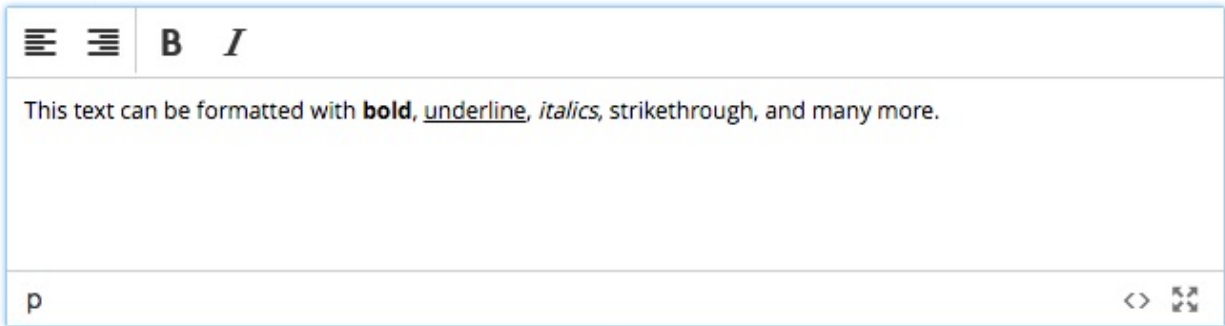 B I
This text can be formatted with bold, underline, italics, strikethrough, and many more.
p <>